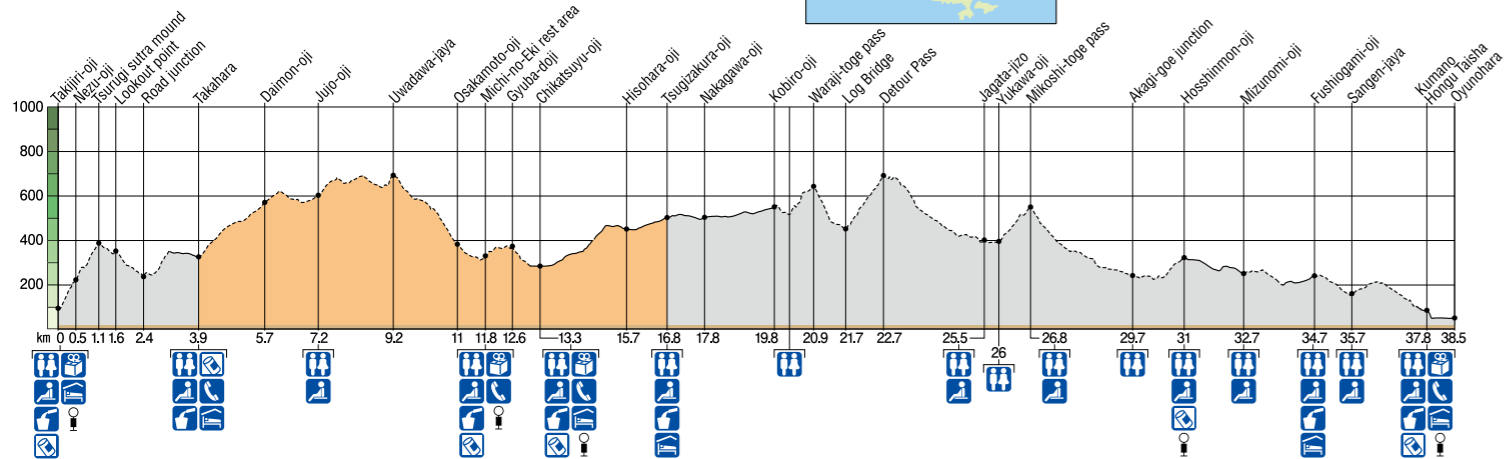 Takijiri-oji
Nezu-oji
Tsurugi sutra mound
Lookout point
Road junction
Takahara
Daimon-oji
Jujo-oji
Uwadawa-jaya
Osakamoto-oji
Michi-no-Eki rest area
Gyuba-doji
Chikatsuyu-oji
Hisohara-oji
Tsugizakura-oji
Nakagawa-oji
Kobiro-oji
Waraji-toge pass
Log Bridge
Detour Pass
Jagata-jizo
Yukawa-oji
Mikoshi-toge pass
Akagi-goe junction
Hosshinmon-oji
Mizunomi-oji
Fushiogami-oji
Sangen-jaya
Kumano
Hongu Taisha
Oyunohara
1000
800
600
400
200
km 0 0.5 1.1 1.6 2.4 3.9 5.7 7.2 9.2 11 11.8 12.6 13.3 15.7 16.8 17.8 19.8 20.9 21.7 22.7 25.5 26.8 29.7 31 32.7 34.7 35.7 37.8 38.5
26